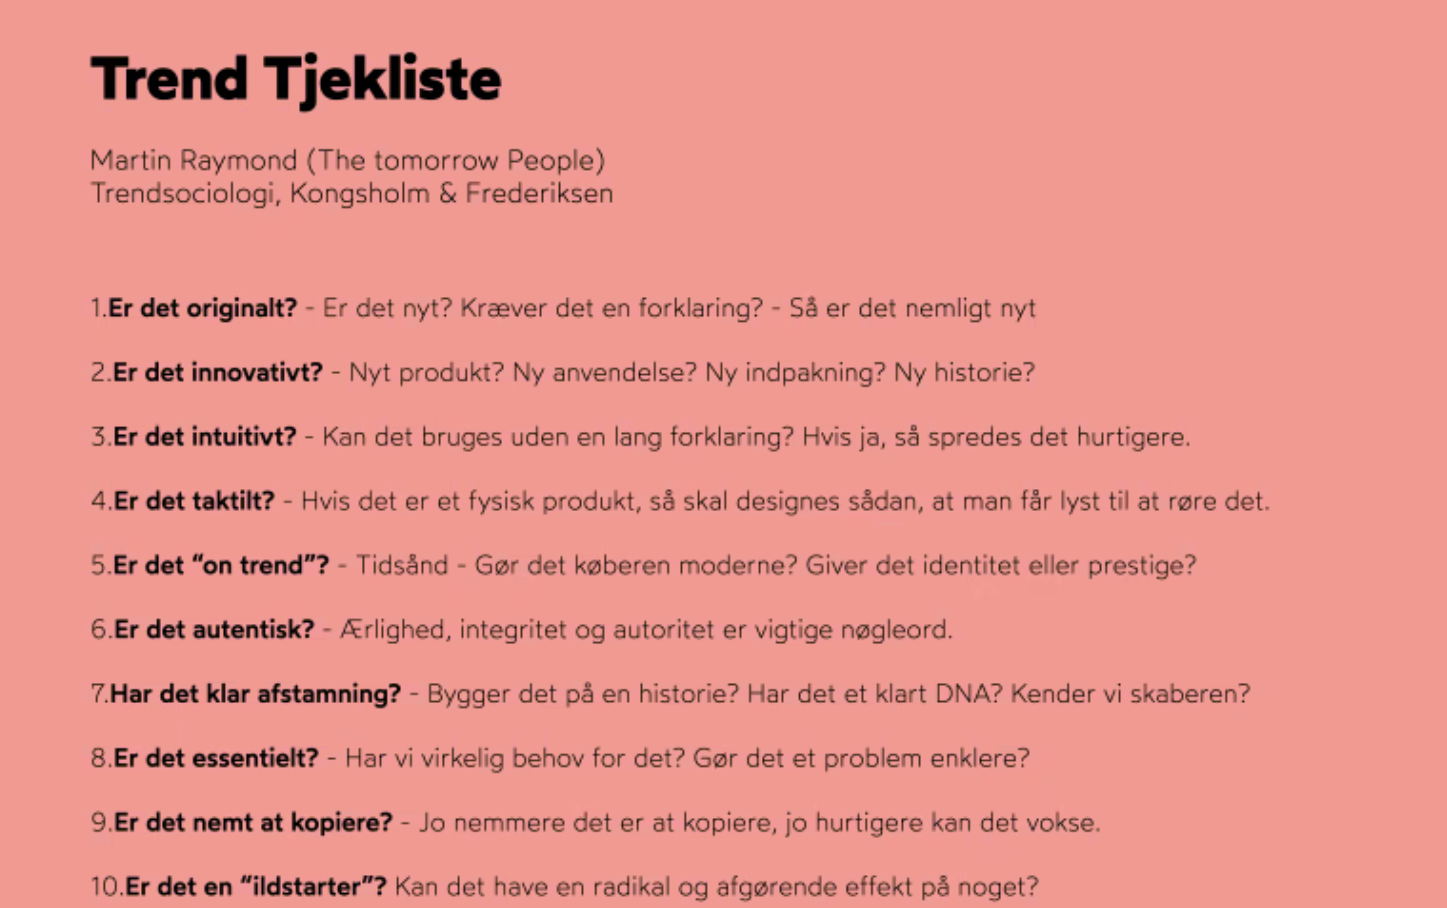 Trend Tjekliste
Martin Raymond (The tomorrow People)
Trendsociologi, Kongsholm & Frederiksen
1.Er det originalt? - Er det nyt? Kræver det en forklaring? - Så er det nemligt nyt
2.Er det innovativt? - Nyt produkt? Ny anvendelse? Ny indpakning? Ny historie?
3.Er det intuitivt? - Kan det bruges uden en lang forklaring? Hvis ja, så spredes det hurtigere.
4.Er det taktilt? - Hvis det er et fysisk produkt, så skal designes sådan, at man får lyst til at røre det.
5.Er det “on trend”? - Tidsånd - Gør det køberen moderne? Giver det identitet eller prestige?
6.Er det autentisk? - Ærlighed, integritet og autoritet er vigtige nøgleord.
7.Har det klar afstamning? - Bygger det på en historie? Har det et klart DNA? Kender vi skaberen?
8.Er det essentielt? - Har vi virkelig behov for det? Gør det et problem enklere?
9.Er det nemt at kopiere? - Jo nemmere det er at kopiere, jo hurtigere kan det vokse.
10.Er det en “ildstarter”? Kan det have en radikal og afgørende effekt på noget?